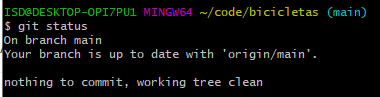 ISD@DESKTOP-OPI7PU1 MINGW64 ~/code/bicicletas (main)
$ git status
On branch main
Your branch is up to date with 'origin/main'.
nothing to commit, working tree clean